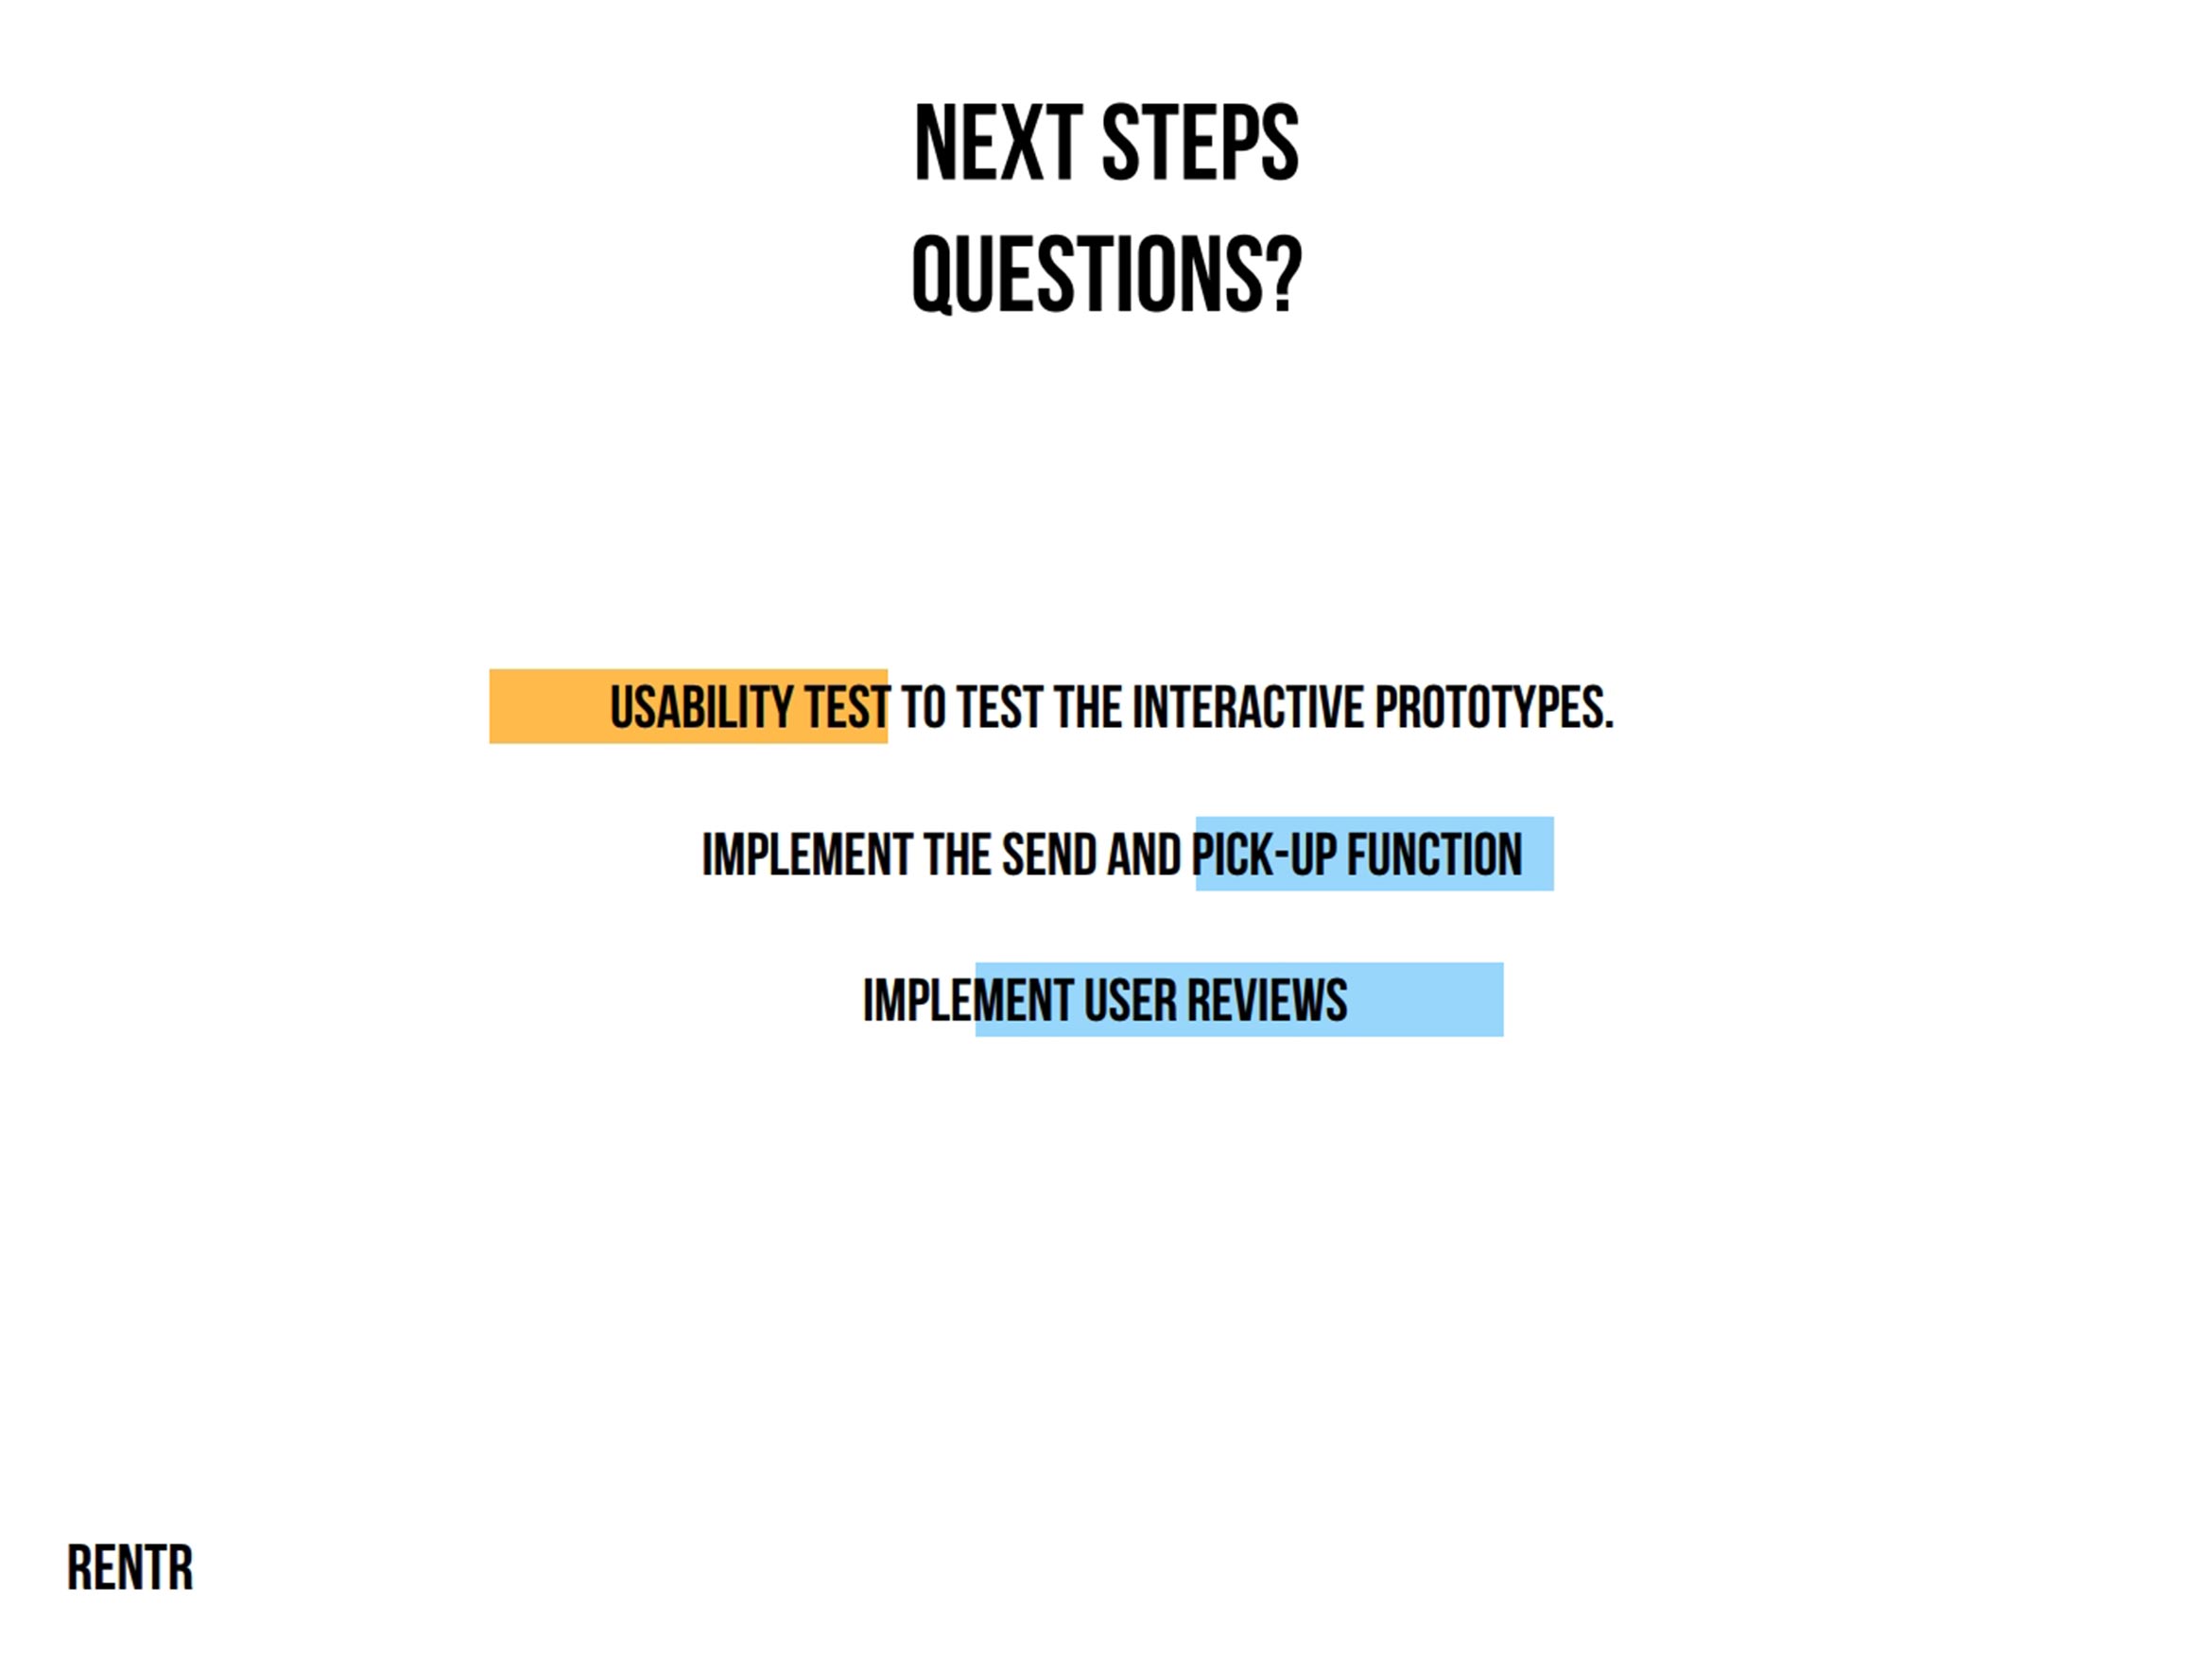 NEXT STEPS
QUESTIONS?
USABILITY TEST TO TEST THE INTERACTIVE PROTOTYPES.
IMPLEMENT THE SEND AND PICK-UP FUNCTION
IMPLEMENT USER REVIEWS
RENTR